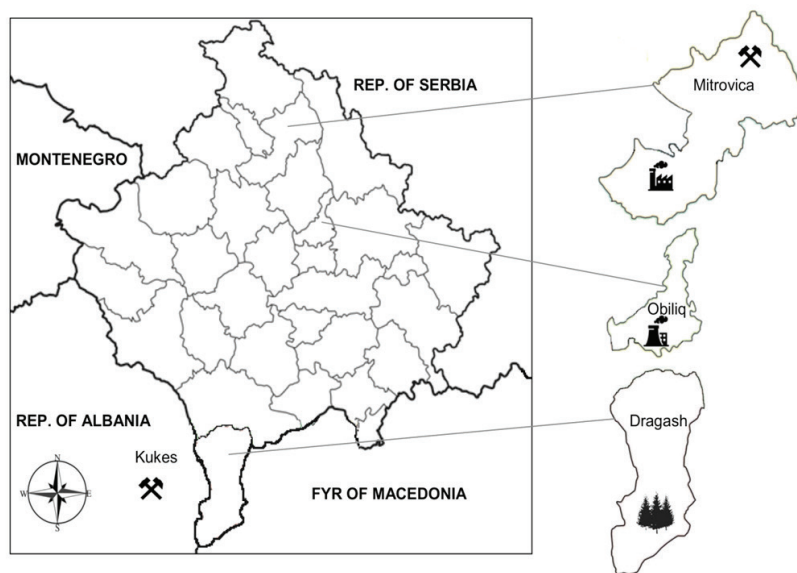 REP. OF SERBIA
Mitrovica
MONTENEGRO
Obiliq
REP. OF ALBANIA
Dragash
Kukes
FYR OF MACEDONIA
N
W
E
S